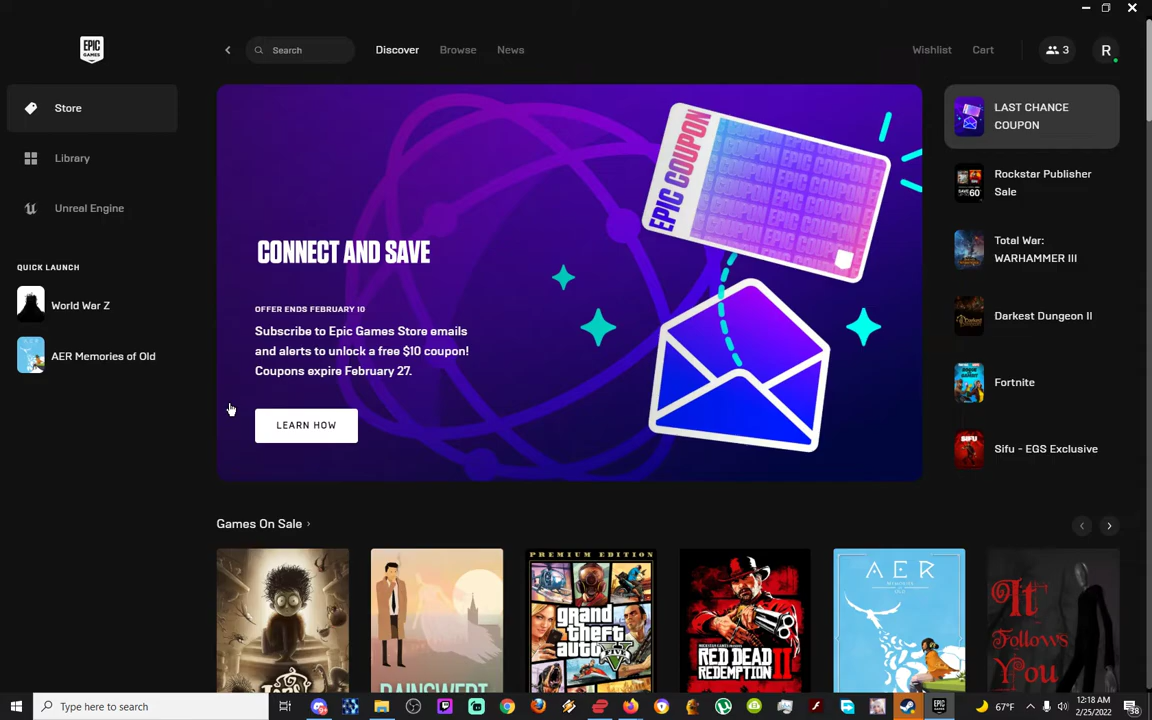 EPIC
GAMES
Search
Discover
Browse
News
Wishlist
Cart
3
R
Store
Library
Unreal Engine
QUICK LAUNCH
World War Z
AER Memories of Old
EPIC COUPON
CONNECT AND SAVE
OFFER ENDS FEBRUARY 10
Subscribe to Epic Games Store emails
and alerts to unlock a free $10 coupon!
Coupons expire February 27.
LEARN HOW
LAST CHANCE
COUPON
Rockstar Publisher
Sale
Total War:
WARHAMMER III
Darkest Dungeon II
Fortnite
Sifu - EGS Exclusive
Games On Sale
PREMIUM EDITION
grand
theft
auto
RAINSWEPT
RED DEAD
REDEMPTION
II
AER
It
Follows
You
Type here to search
67°F
12:18 AM
2/25/2022
38